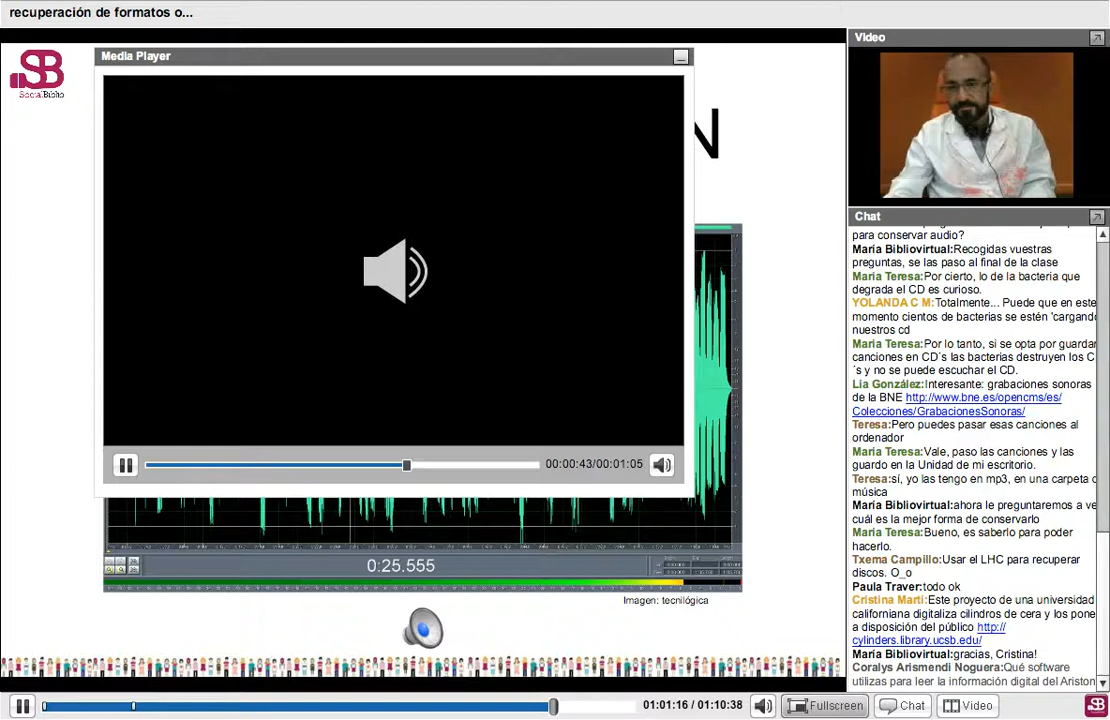 recuperación de formatos o...
SB
Social Biblio
Media Player
N
00:00:43/00:01:05
0:25.555
Imagen: tecnilógica
Video
Chat
para conservar audio?
María Bibliovirtual:Recogidas vuestras
preguntas, se las paso al final de la clase
Maria Teresa:Por cierto, lo de la bacteria que
degrada el CD es curioso.
YOLANDA C M:Totalmente... Puede que en este
momento cientos de bacterias se estén 'cargando
nuestros cd
Maria Teresa:Por lo tanto, si se opta por guardar
canciones en CD´s las bacterias destruyen los C
´s y no se puede escuchar el CD.
Lia González:Interesante: grabaciones sonoras
de la BNE http://www.bne.es/opencms/es/
Colecciones/GrabacionesSonoras/
Teresa:Pero puedes pasar esas canciones al
ordenador
Maria Teresa:Vale, paso las canciones y las
guardo en la Unidad de mi escritorio.
Teresa:sí, yo las tengo en mp3, en una carpeta d
música
María Bibliovirtual:ahora le preguntaremos a ve
cuál es la mejor forma de conservarlo
Maria Teresa:Bueno, es saberlo para poder
hacerlo.
Txema Campillo:Usar el LHC para recuperar
discos. O_o
Paula Traver:todo ok
Cristina Martí:Este proyecto de una universidad
californiana digitaliza cilindros de cera y los pone
a disposición del público http://
cylinders.library.ucsb.edu/
María Bibliovirtual:gracias, Cristina!
Coralys Arismendi Noguera:Qué software
utilizas para leer la información digital del Ariston
01:01:16 / 01:10:38
Fullscreen
Chat
Video
SB